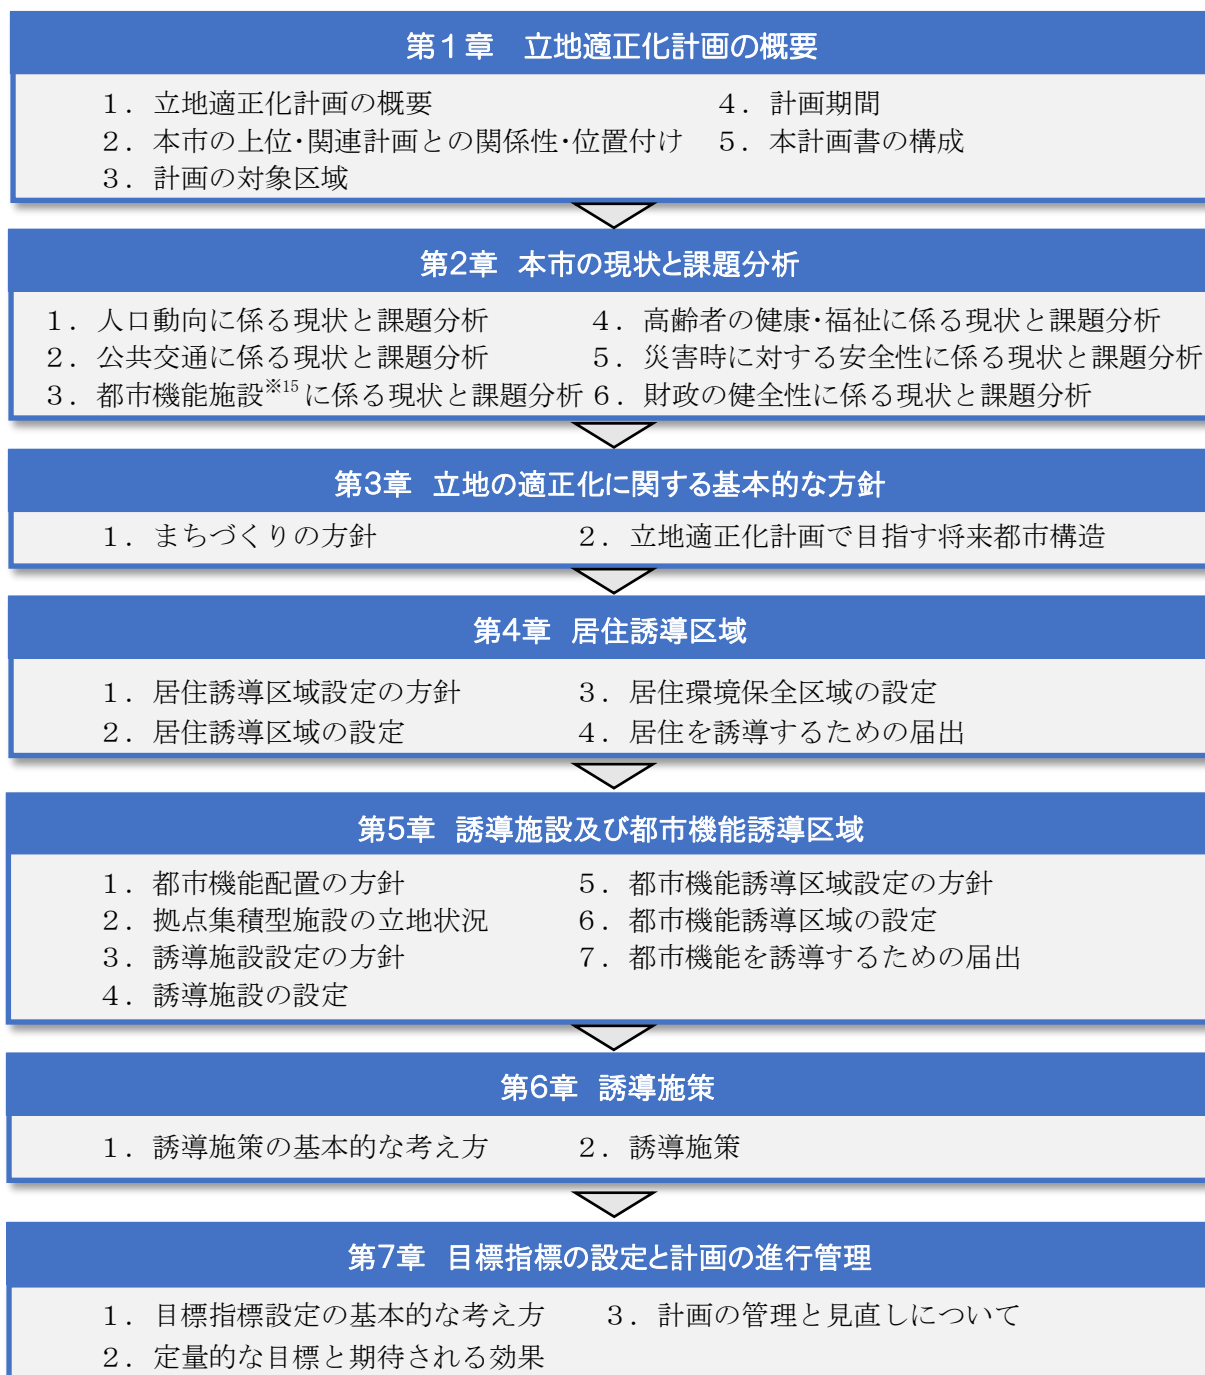 第1章　立地適正化計画の概要
１．立地適正化計画の概要
２．本市の上位・関連計画との関係性・位置付け
３．計画の対象区域
４．計画期間
５．本計画書の構成
第2章 本市の現状と課題分析
１．人口動向に係る現状と課題分析
２．公共交通に係る現状と課題分析
３．都市機能施設※15に係る現状と課題分析
４．高齢者の健康・福祉に係る現状と課題分析
５．災害時に対する安全性に係る現状と課題分析
６．財政の健全性に係る現状と課題分析
第3章 立地の適正化に関する基本的な方針
１．まちづくりの方針
２．立地適正化計画で目指す将来都市構造
第4章 居住誘導区域
１．居住誘導区域設定の方針
２．居住誘導区域の設定
３．居住環境保全区域の設定
４．居住を誘導するための届出
第5章 誘導施設及び都市機能誘導区域
１．都市機能配置の方針
２．拠点集積型施設の立地状況
３．誘導施設設定の方針
４．誘導施設の設定
５．都市機能誘導区域設定の方針
６．都市機能誘導区域の設定
７．都市機能を誘導するための届出
第6章 誘導施策
１．誘導施策の基本的な考え方
２．誘導施策
第7章 目標指標の設定と計画の進行管理
１．目標指標設定の基本的な考え方
２．定量的な目標と期待される効果
３．計画の管理と見直しについて